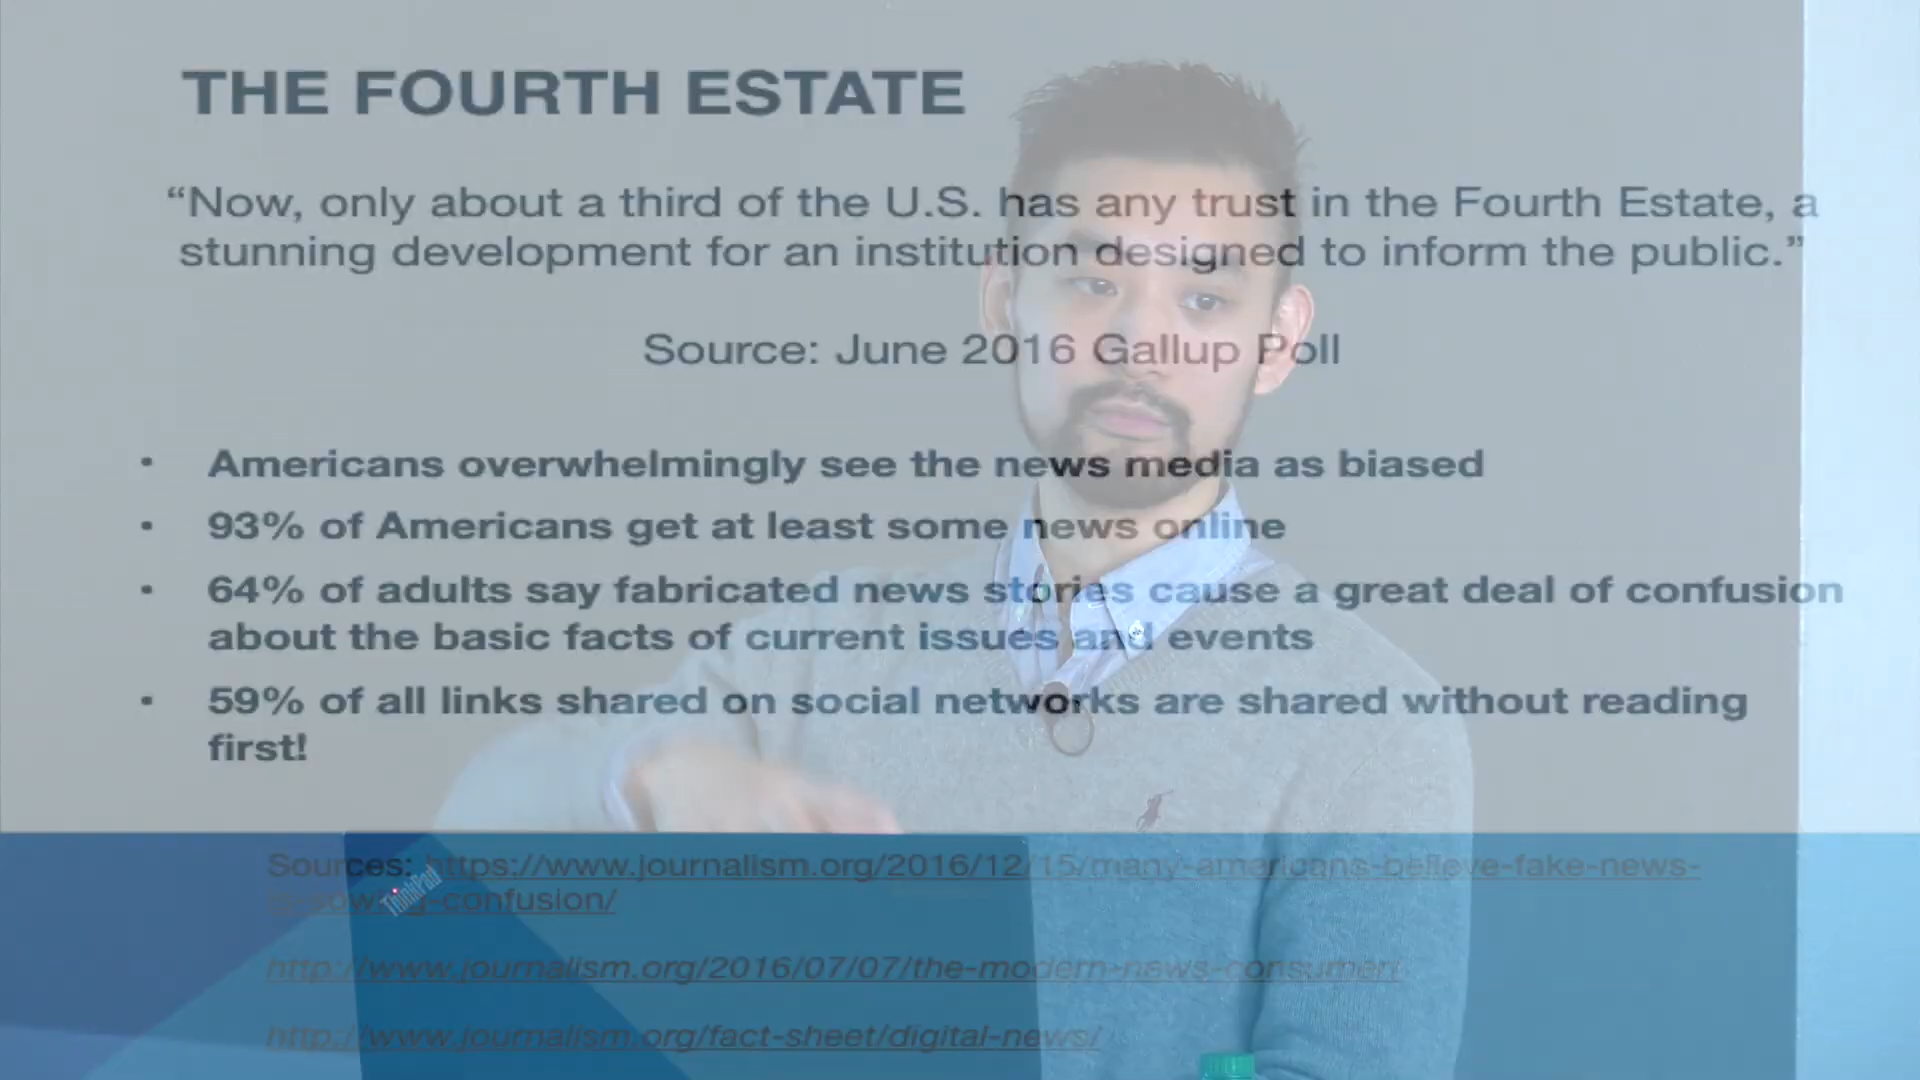 THE FOURTH ESTATE
“Now, only about a third of the U.S. has any trust in the Fourth Estate, a
stunning development for an institution designed to inform the public.”
Source: June 2016 Gallup Poll
• Americans overwhelmingly see the news media as biased
• 93% of Americans get at least some news online
• 64% of adults say fabricated news stories cause a great deal of confusion
about the basic facts of current issues and events
• 59% of all links shared on social networks are shared without reading
first!
Sources: https://www.journalism.org/2016/12/15/many-americans-believe-fake-news-
is-sowing-confusion/
ThinkPad
http://www.journalism.org/2016/07/07/the-modern-news-consumer/
http://www.journalism.org/fact-sheet/digital-news/